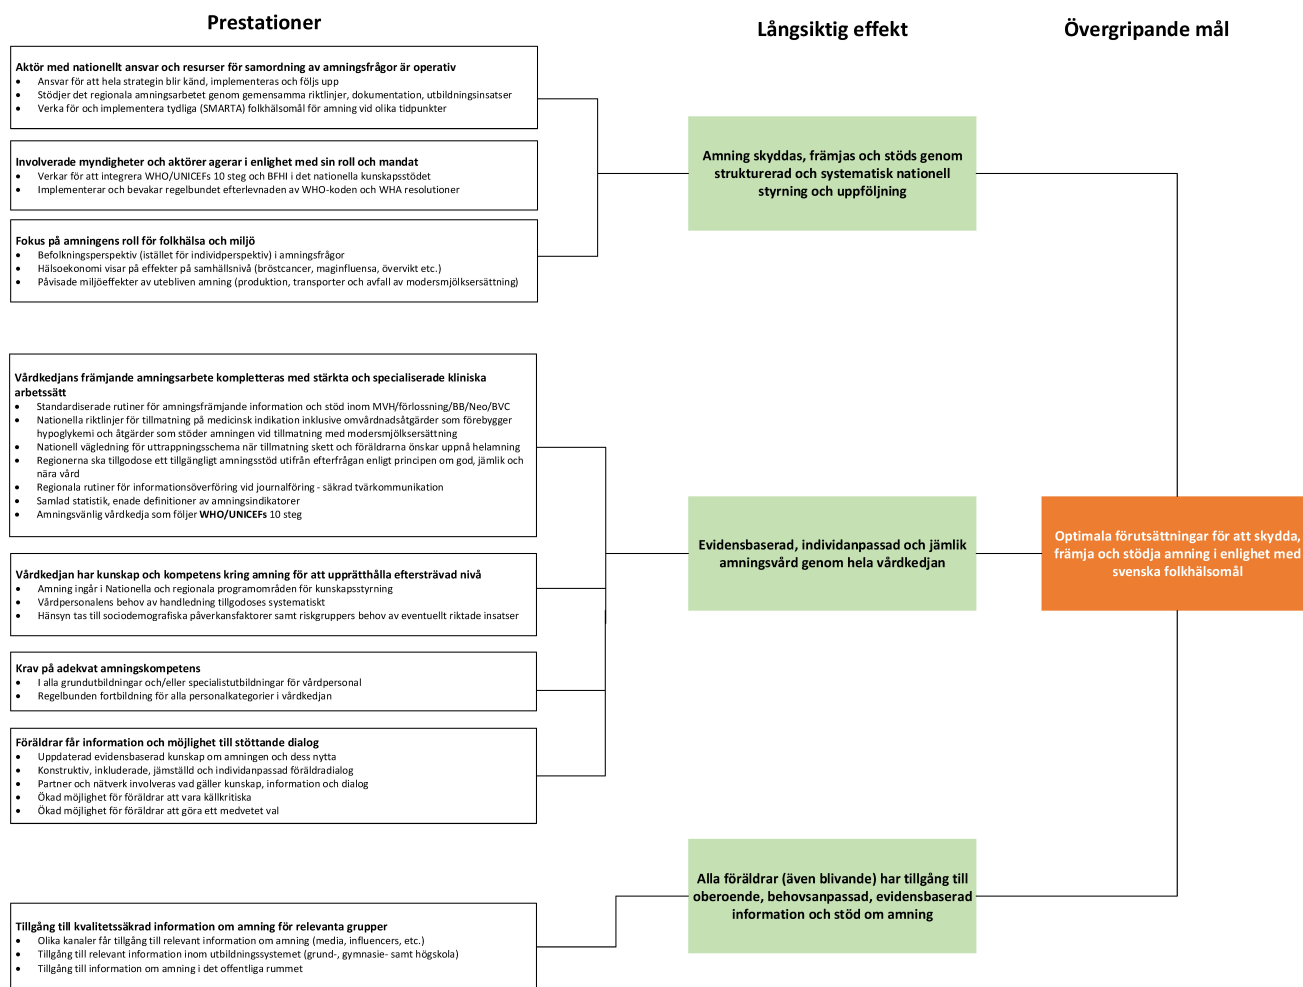 Prestationer
Långsiktig effekt
Övergripande mål
Aktör med nationellt ansvar och resurser för samordning av amningsfrågor är operativ
• Ansvar för att hela strategin blir känd, implementeras och följs upp
• Stödjer det regionala amningsarbetet genom gemensamma riktlinjer, dokumentation, utbildningsinsatser
• Verka för och implementera tydliga (SMARTA) folkhälsomål för amning vid olika tidpunkter
Involverade myndigheter och aktörer agerar i enlighet med sin roll och mandat
• Verkar för att integrera WHO/UNICEFs 10 steg och BFHI i det nationella kunskapsstödet
• Implementerar och bevakar regelbundet efterlevnaden av WHO-koden och WHA resolutioner
Fokus på amningens roll för folkhälsa och miljö
• Befolkningsperspektiv (istället för individperspektiv) i amningsfrågor
• Hälsoekonomi visar på effekter på samhällsnivå (bröstcancer, maginfluensa, övervikt etc.)
• Påvisade miljöeffekter av utebliven amning (produktion, transporter och avfall av modersmjölksersättning)
Amning skyddas, främjas och stöds genom
strukturerad och systematisk nationell
styrning och uppföljning
Vårdkedjans främjande amningsarbete kompletteras med stärkta och specialiserade kliniska
arbetssätt
• Standardiserade rutiner för amningsfrämjande information och stöd inom MVH/förlossning/BB/Neo/BVC
• Nationella riktlinjer för tillmatning på medicinsk indikation inklusive omvårdnadsåtgärder som förebygger
hypoglykemi och åtgärder som stöder amningen vid tillmatning med modersmjölksersättning
• Nationell vägledning för uttrappningsschema när tillmatning skett och föräldrarna önskar uppnå helamning
• Regionerna ska tillgodose ett tillgängligt amningsstöd utifrån efterfrågan enligt principen om god, jämlik och
nära vård
• Regionala rutiner för informationsöverföring vid journalföring - säkrad tvärkommunikation
• Samlad statistik, enade definitioner av amningsindikatorer
• Amningsvänlig vårdkedja som följer WHO/UNICEFs 10 steg
Vårdkedjan har kunskap och kompetens kring amning för att upprätthålla eftersträvad nivå
• Amning ingår i Nationella och regionala programområden för kunskapsstyrning
• Vårdpersonalens behov av handledning tillgodoses systematiskt
• Hänsyn tas till sociodemografiska påverkansfaktorer samt riskgruppers behov av eventuellt riktade insatser
Krav på adekvat amningskompetens
• I alla grundutbildningar och/eller specialistutbildningar för vårdpersonal
• Regelbunden fortbildning för alla personalkategorier i vårdkedjan
Föräldrar får information och möjlighet till stöttande dialog
• Uppdaterad evidensbaserad kunskap om amningen och dess nytta
• Konstruktiv, inkluderade, jämställd och individanpassad föräldradialog
• Partner och nätverk involveras vad gäller kunskap, information och dialog
• Ökad möjlighet för föräldrar att vara källkritiska
• Ökad möjlighet för föräldrar att göra ett medvetet val
Evidensbaserad, individanpassad och jämlik
amningsvård genom hela vårdkedjan
Optimala förutsättningar för att skydda,
främja och stödja amning i enlighet med
svenska folkhälsomål
Tillgång till kvalitetssäkrad information om amning för relevanta grupper
• Olika kanaler får tillgång till relevant information om amning (media, influencers, etc.)
• Tillgång till relevant information inom utbildningssystemet (grund-, gymnasie- samt högskola)
• Tillgång till information om amning i det offentliga rummet
Alla föräldrar (även blivande) har tillgång till
oberoende, behovsanpassad, evidensbaserad
information och stöd om amning